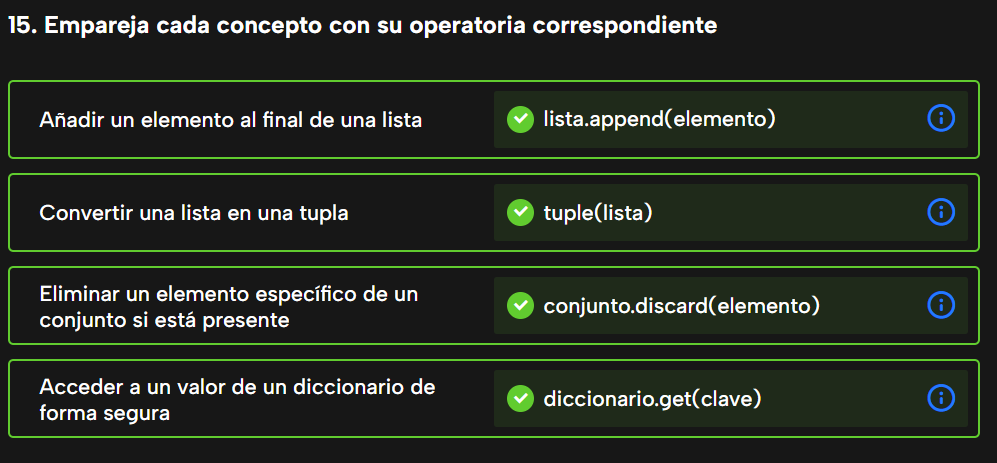 15. Empareja cada concepto con su operatoria correspondiente
Añadir un elemento al final de una lista
lista.append(elemento)
Convertir una lista en una tupla
tuple(lista)
Eliminar un elemento específico de un
conjunto si está presente
conjunto.discard(elemento)
Acceder a un valor de un diccionario de
forma segura
diccionario.get(clave)